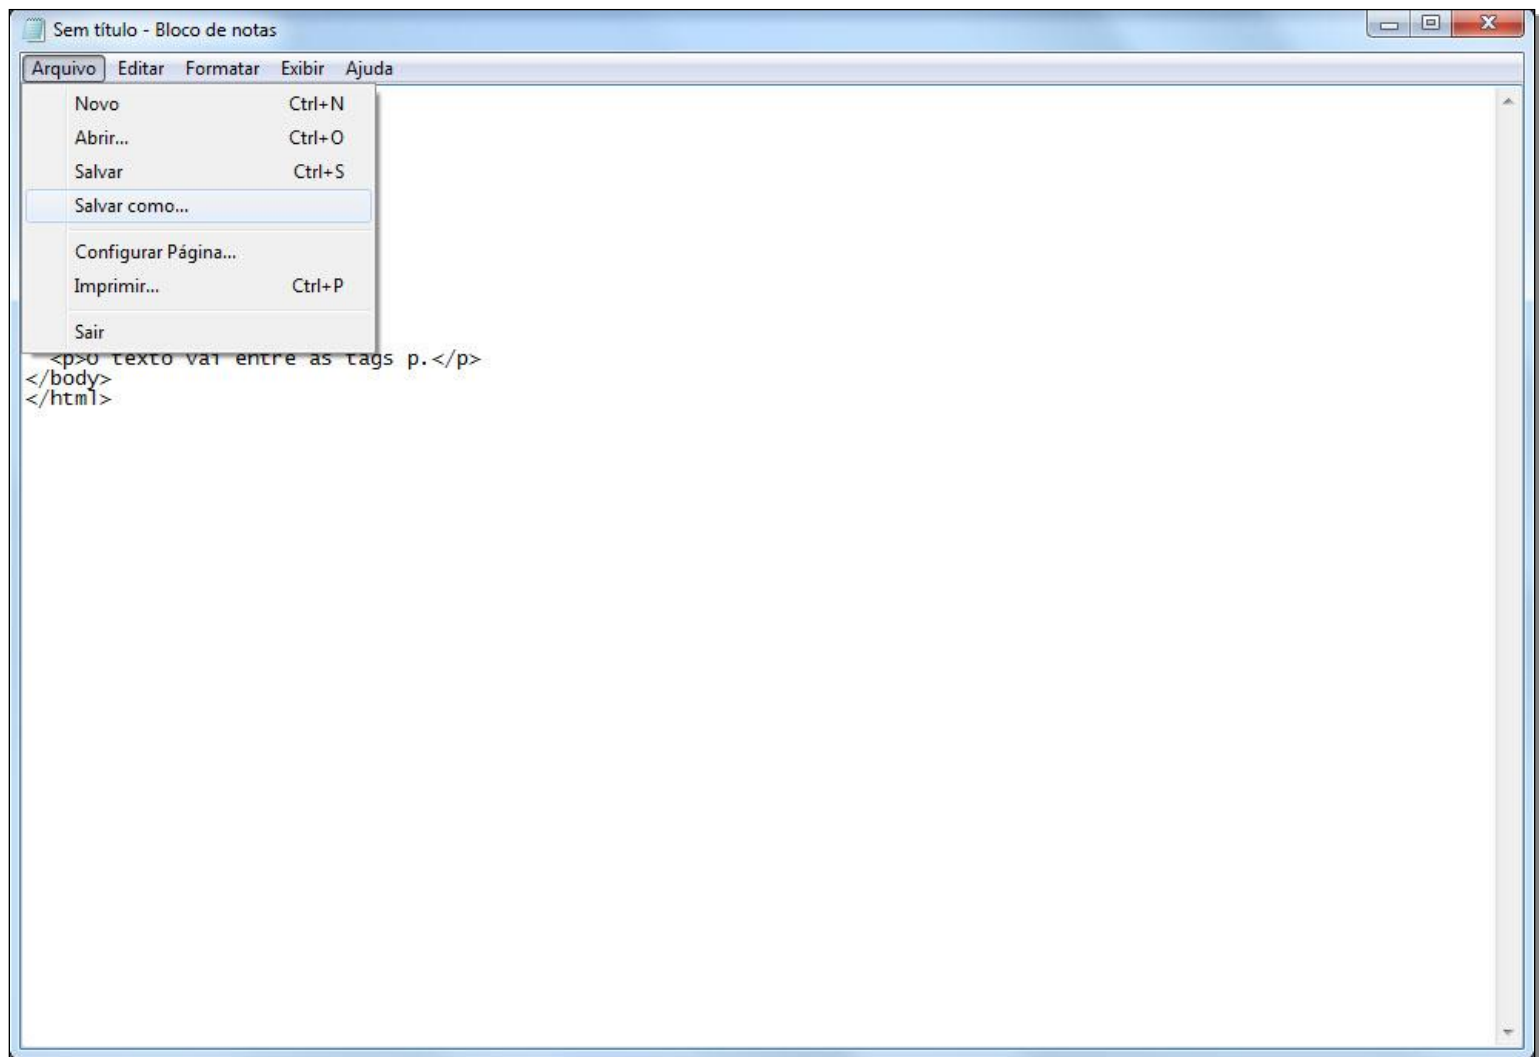 Sem título - Bloco de notas
Arquivo Editar Formatar Exibir Ajuda
Novo Ctrl+N
Abrir... Ctrl+O
Salvar Ctrl+S
Salvar como...
Configurar Página...
Imprimir... Ctrl+P
Sair
<p>O texto vai entre as tags p.</p>
</body>
</html>